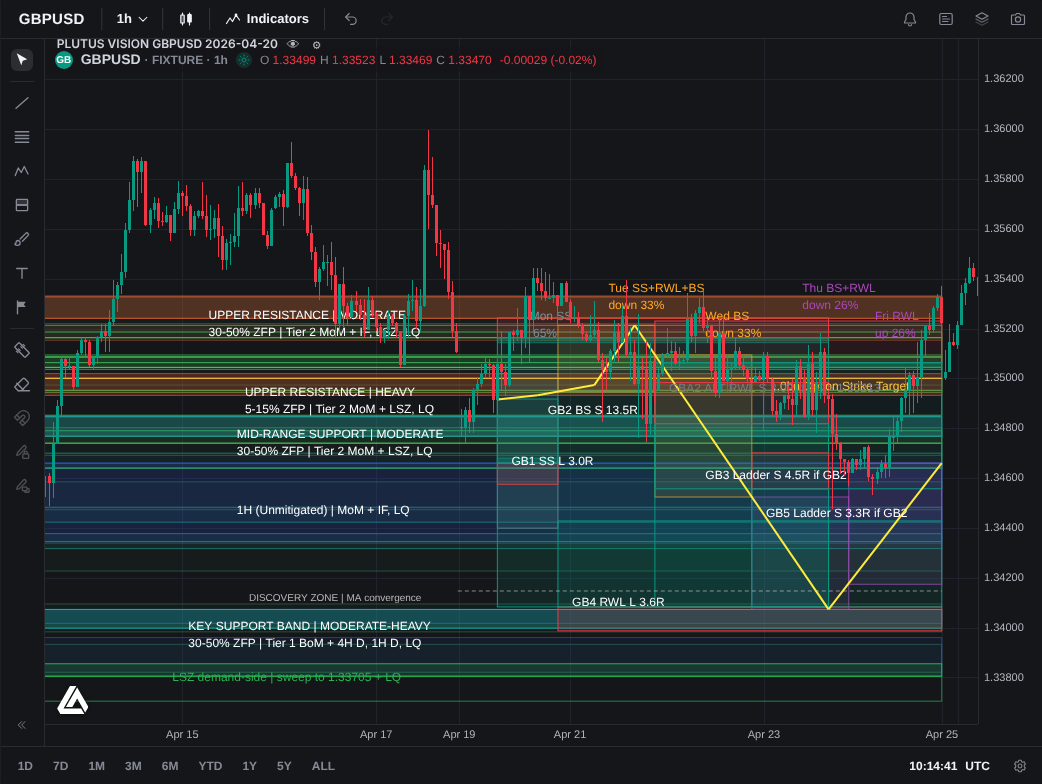 GBPUSD 1h Indicators
PLUTUS VISION GBPUSD 2026-04-20
GB GBPUSD · FIXTURE · 1h O 1.33499 H 1.33523 L 1.33469 C 1.33470 -0.00029 (-0.02%)
1.36200
1.36000
1.35800
1.35600
1.35400
1.35200
1.35000
1.34800
1.34600
1.34400
1.34200
1.34000
1.33800
Tue SS+RWL+BS
down 33%
Thu BS+RWL
down 26%
UPPER RESISTANCE | MODERATE
30-50% ZFP | Tier 2 MoM + IF, LSZ, LQ
Mon SS
65%
Wed BS
down 33%
Fri RWL
up 26%
UPPER RESISTANCE | HEAVY
5-15% ZFP | Tier 2 MoM + LSZ, LQ
Strike Target
GB2 BS S 13.5R
MID-RANGE SUPPORT | MODERATE
30-50% ZFP | Tier 2 MoM + LSZ, LQ
GB1 SS L 3.0R
GB3 Ladder S 4.5R if GB2
1H (Unmitigated) | MoM + IF, LQ
GB5 Ladder S 3.3R if GB2
DISCOVERY ZONE | MA convergence
GB4 RWL L 3.6R
KEY SUPPORT BAND | MODERATE-HEAVY
30-50% ZFP | Tier 1 BoM + 4H D, 1H D, LQ
LSZ demand-side | sweep to 1.33705 + LQ
Apr 15 Apr 17 Apr 19 Apr 21 Apr 23 Apr 25
1D 7D 1M 3M 6M YTD 1Y 5Y ALL
10:14:41 UTC